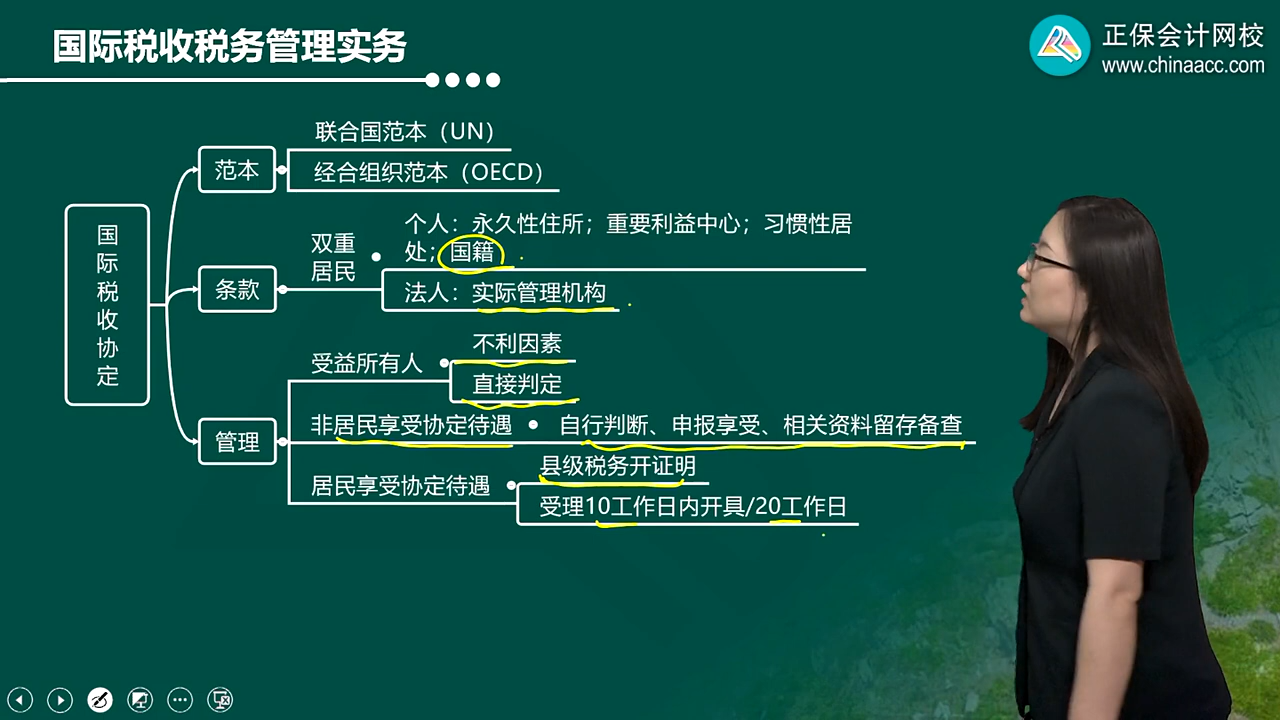 国际税收税务管理实务
正保会计网校
www.chinaacc.com
国际税收协定
范本
联合国范本（UN）
经合组织范本（OECD）
条款
双重
居民
个人：永久性住所；重要利益中心；习惯性居
处；国籍
法人：实际管理机构
管理
受益所有人
不利因素
直接判定
非居民享受协定待遇
自行判断、申报享受、相关资料留存备查
居民享受协定待遇
县级税务开证明
受理10工作日内开具/20工作日